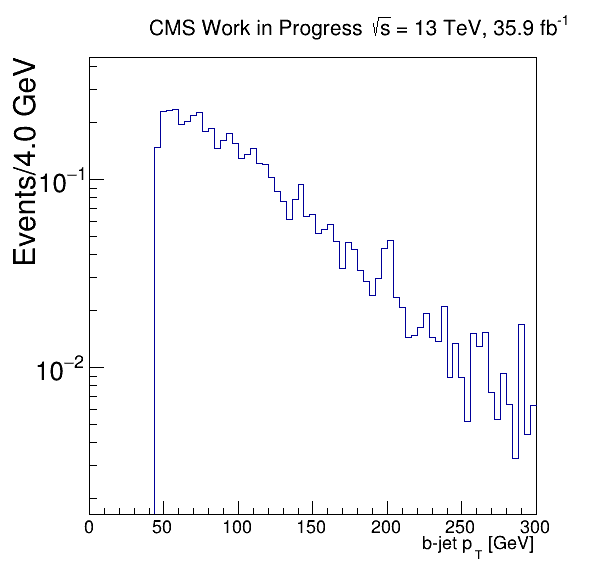 CMS Work in Progress √s = 13 TeV, 35.9 fb⁻¹
Events/4.0 GeV
10⁻¹
10⁻²
0 50 100 150 200 250 300
b-jet p_T [GeV]